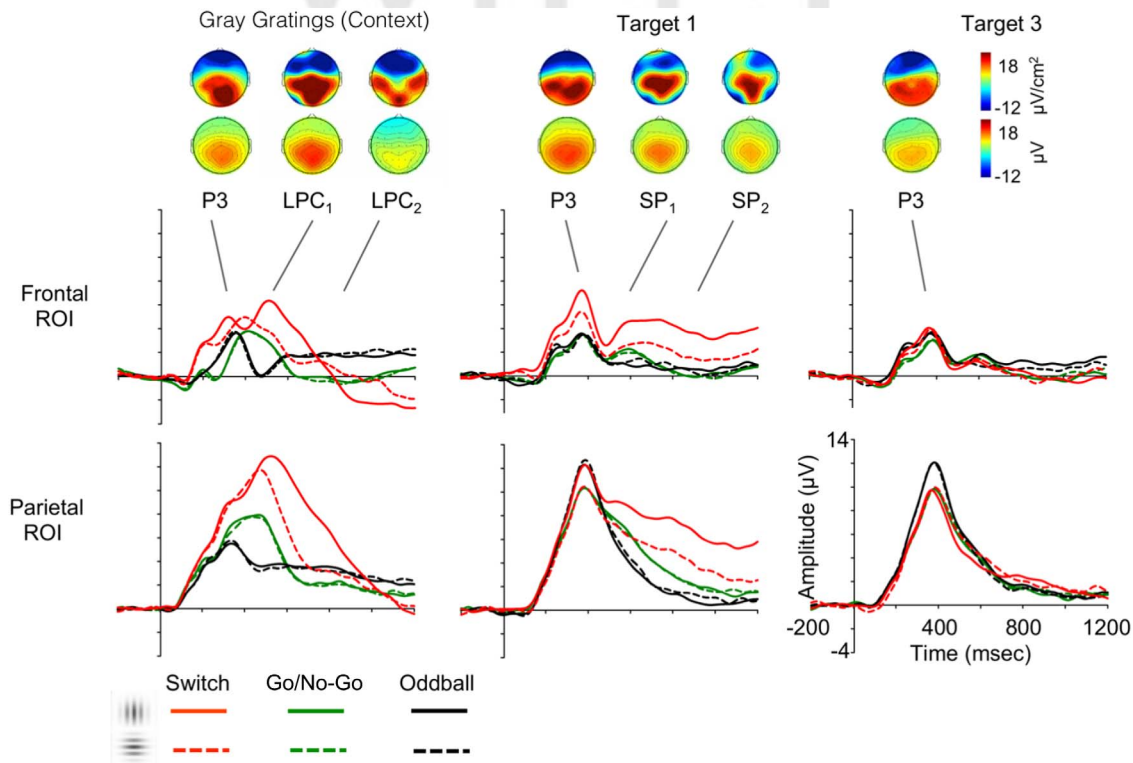 Gray Gratings (Context)
Target 1
Target 3
18
-12
µV/cm²
18
-12
µV
P3
LPC₁
LPC₂
P3
SP₁
SP₂
P3
Frontal
ROI
Parietal
ROI
14
Amplitude (µV)
-200
-4
0
400
800
1200
Time (msec)
Switch
Go/No-Go
Oddball